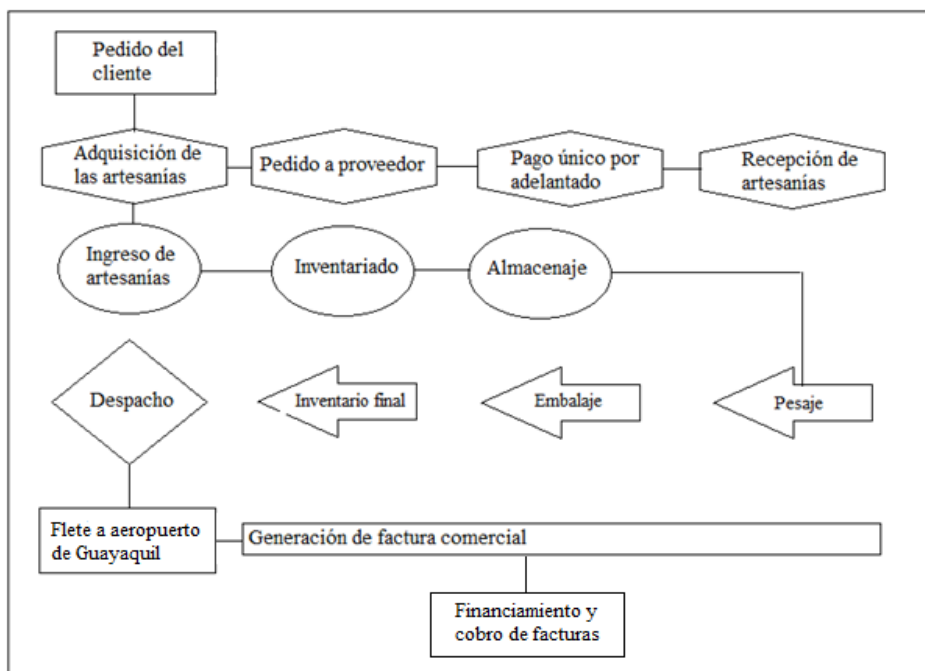 Pedido del
cliente
Adquisición de
las artesanías
Pedido a proveedor
Pago único por
adelantado
Recepción de
artesanías
Ingreso de
artesanías
Inventariado
Almacenaje
Despacho
Inventario final
Embalaje
Pesaje
Flete a aeropuerto
de Guayaquil
Generación de factura comercial
Financiamiento y
cobro de facturas